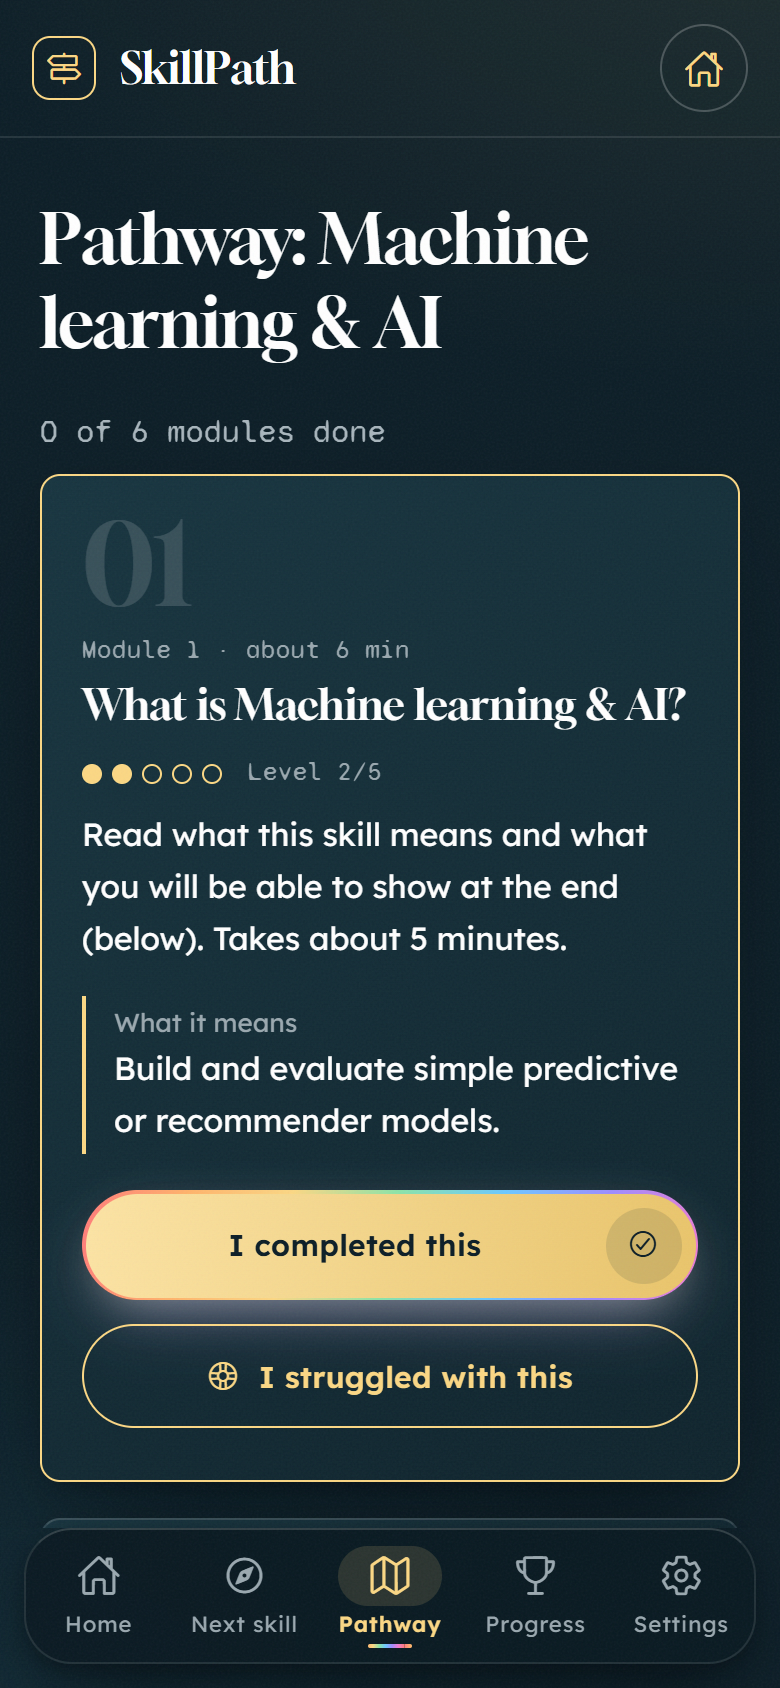 SkillPath
Pathway: Machine
learning & AI
0 of 6 modules done
01
Module 1 · about 6 min
What is Machine learning & AI?
Level 2/5
Read what this skill means and what
you will be able to show at the end
(below). Takes about 5 minutes.
What it means
Build and evaluate simple predictive
or recommender models.
I completed this
I struggled with this
Home
Next skill
Pathway
Progress
Settings